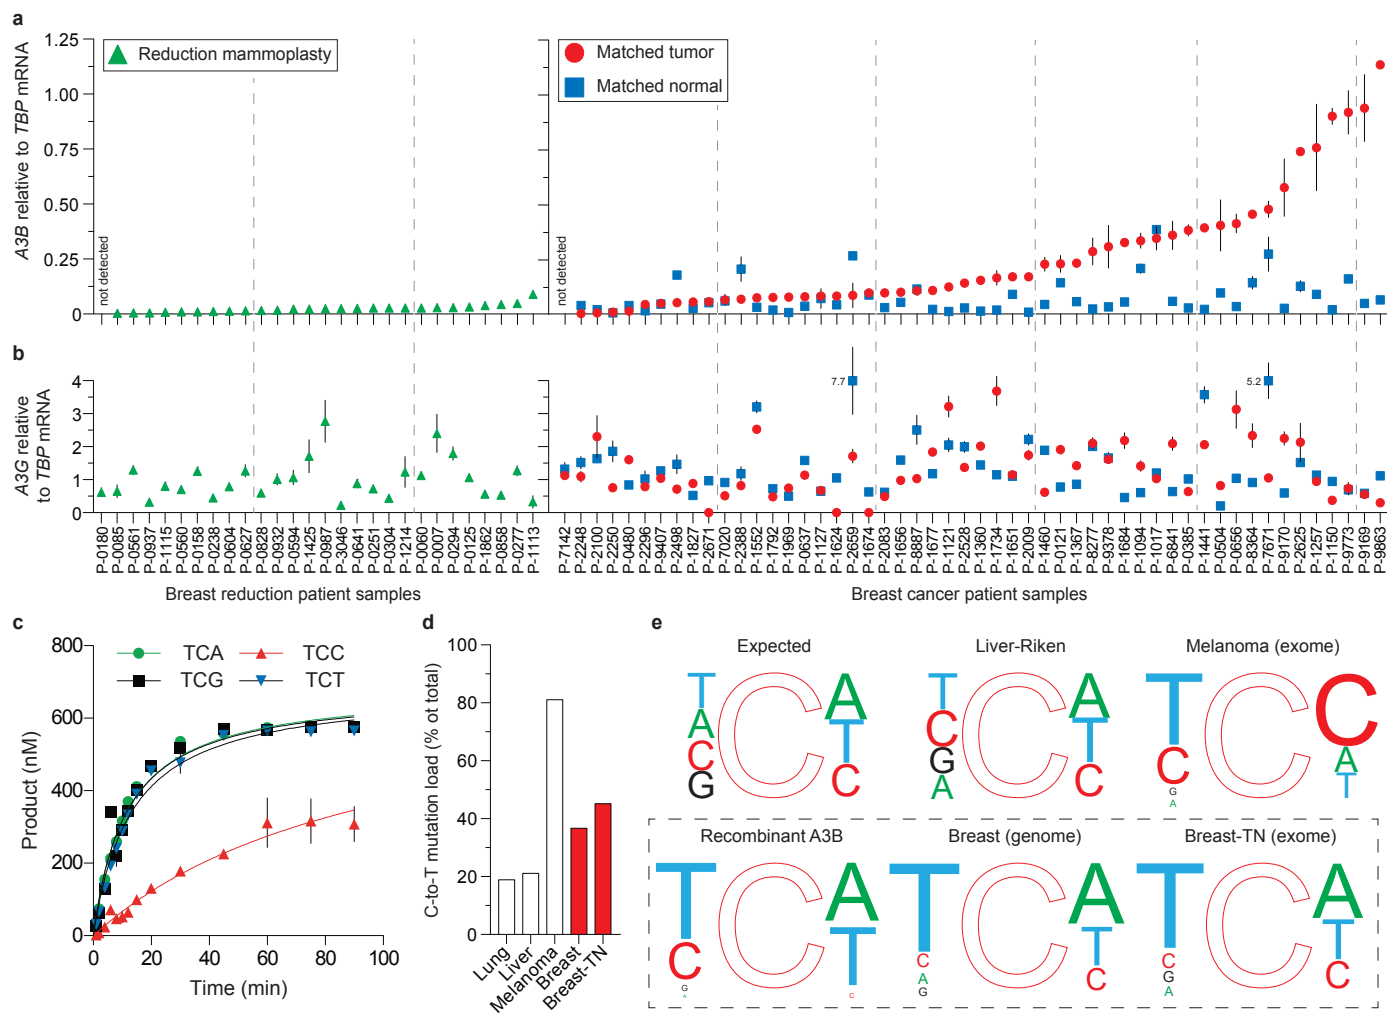 a
A3B relative to TBP mRNA
1.25
1.00
0.75
0.50
0.25
0
Reduction mammoplasty
not detected
Matched tumor
Matched normal
not detected
b
A3G relative
to TBP mRNA
4
3
2
1
0
7.7
5.2
P-0180
P-0085
P-0561
P-0937
P-1115
P-0560
P-0158
P-0238
P-0604
P-0627
P-0828
P-0932
P-0594
P-1425
P-0987
P-3046
P-0641
P-0251
P-0304
P-1214
P-0060
P-0007
P-0294
P-0125
P-1862
P-0858
P-0277
P-1113
P-7142
P-2248
P-2100
P-2250
P-0480
P-2296
P-9407
P-2498
P-1827
P-2671
P-7020
P-2388
P-1552
P-1792
P-1969
P-0637
P-1127
P-1624
P-2659
P-1674
P-2083
P-1656
P-8887
P-1677
P-1121
P-2528
P-1360
P-1734
P-1651
P-2009
P-1460
P-0121
P-1367
P-8277
P-9378
P-1684
P-1094
P-1017
P-6841
P-0385
P-1441
P-0504
P-0656
P-8364
P-7671
P-9170
P-2625
P-1257
P-1150
P-9773
P-9169
P-9863
Breast reduction patient samples
Breast cancer patient samples
c
Product (nM)
800
600
400
200
0
TCA
TCC
TCG
TCT
0
20
40
60
80
100
Time (min)
d
C-to-T mutation load (% ot total)
100
80
60
40
20
0
Lung
Liver
Melanoma
Breast
Breast-TN
e
Expected
T
A
C
G
C
A
T
C
Liver-Riken
T
C
G
A
C
A
T
C
Melanoma (exome)
T
C
G
A
C
C
A
T
Recombinant A3B
T
C
G
A
C
A
T
C
Breast (genome)
T
C
A
G
C
A
T
C
Breast-TN (exome)
T
C
G
A
C
A
T
C